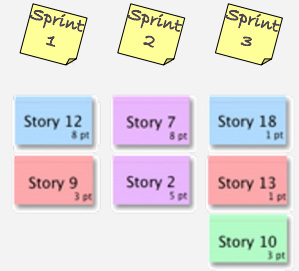 Sprint
1
Sprint
2
Sprint
3
Story 12
8 pt
Story 7
8 pt
Story 18
1 pt
Story 9
3 pt
Story 2
5 pt
Story 13
1 pt
Story 10
3 pt